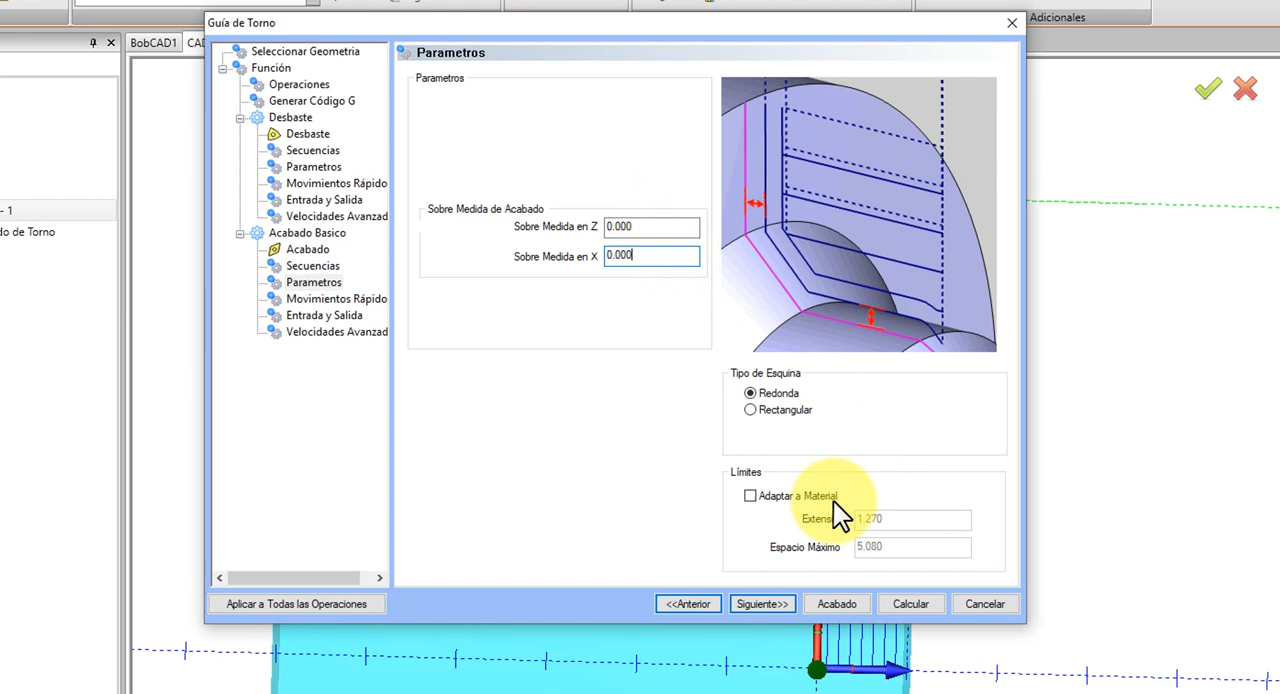 Adicionales
BobCAD1
CAD
- 1
do de Torno
Guía de Torno
Seleccionar Geometria
Función
Operaciones
Generar Código G
Desbaste
Desbaste
Secuencias
Parametros
Movimientos Rápido
Entrada y Salida
Velocidades Avanzad
Acabado Basico
Acabado
Secuencias
Parametros
Movimientos Rápido
Entrada y Salida
Velocidades Avanzad
Parametros
Parametros
Sobre Medida de Acabado
Sobre Medida en Z 0.000
Sobre Medida en X 0.000
Tipo de Esquina
Redonda
Rectangular
Límites
Adaptar a Material
1.270
Espacio Máximo 5.080
Aplicar a Todas las Operaciones
<<Anterior Siguiente>> Acabado Calcular Cancelar